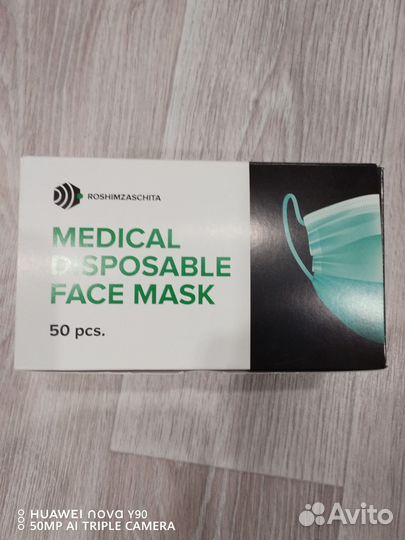 ROSHIMZASCHITA
MEDICAL
DISPOSABLE
FACE MASK
50 pcs.
HUAWEI nova Y90
50MP AI TRIPLE CAMERA
Avito